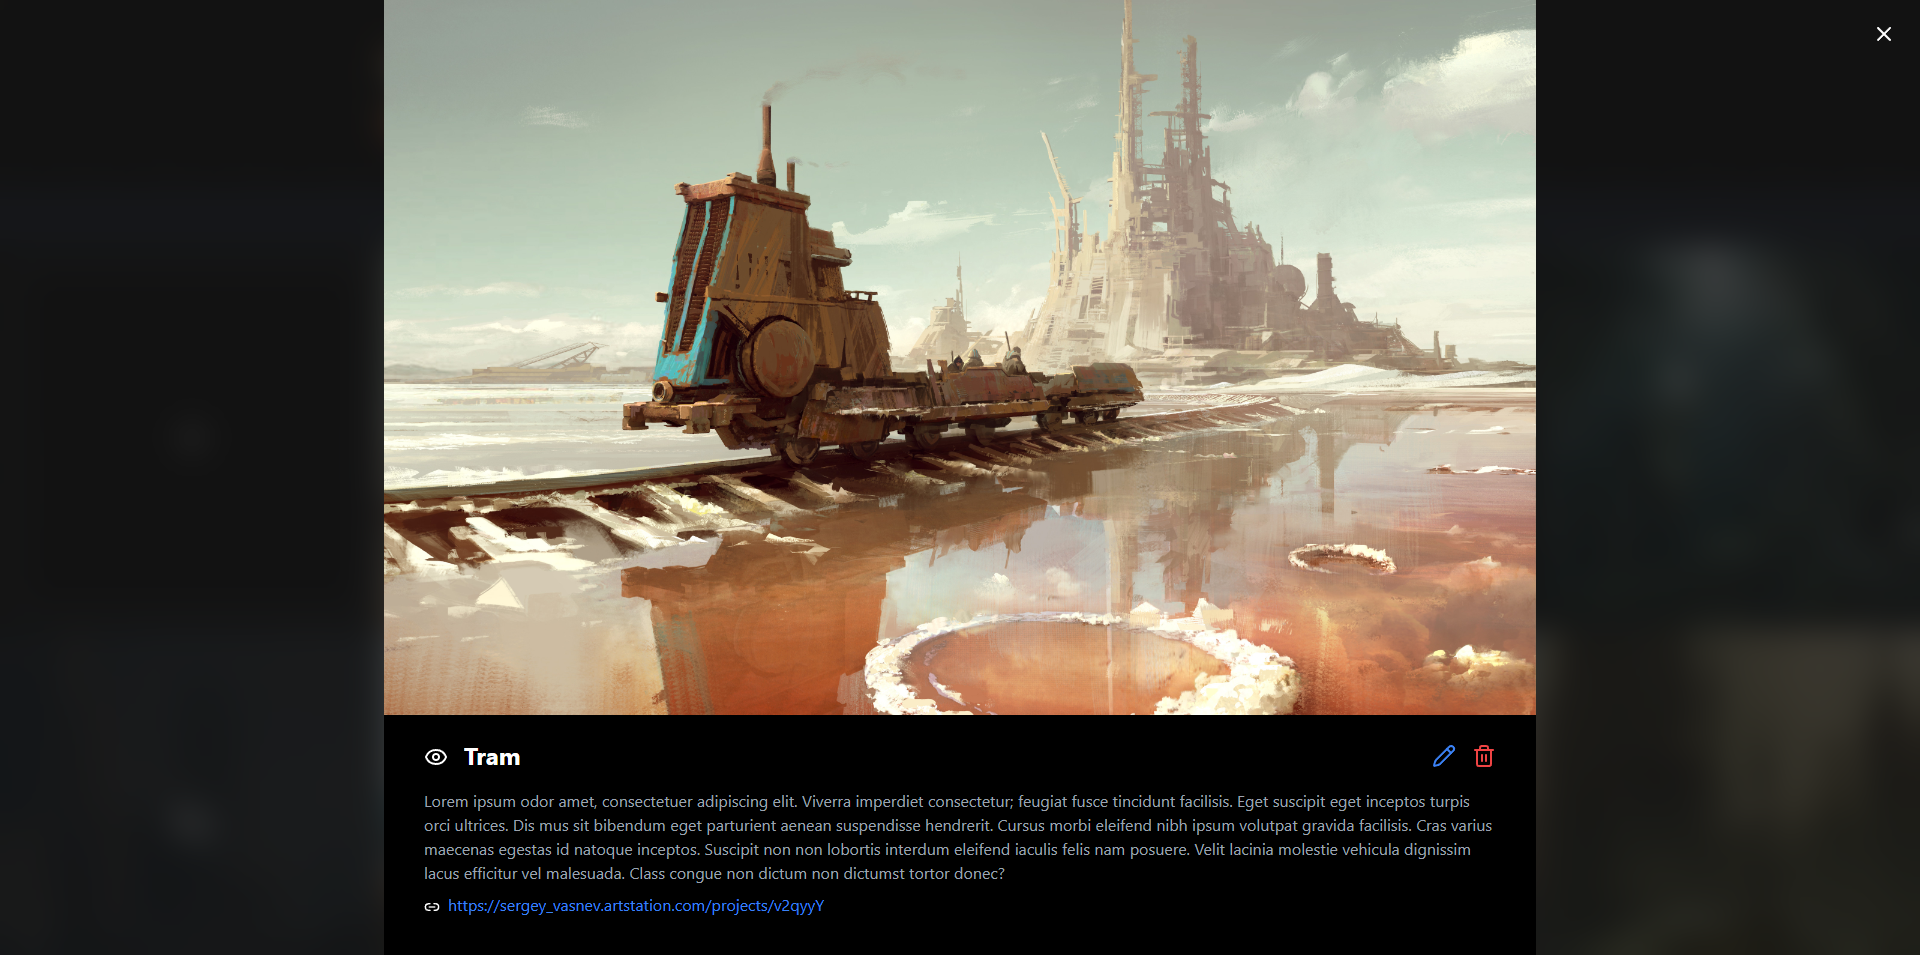 Tram
Lorem ipsum odor amet, consectetuer adipiscing elit. Viverra imperdiet consectetur; feugiat fusce tincidunt facilisis. Eget suscipit eget inceptos turpis
orci ultrices. Dis mus sit bibendum eget parturient aenean suspendisse hendrerit. Cursus morbi eleifend nibh ipsum volutpat gravida facilisis. Cras varius
maecenas egestas id natoque inceptos. Suscipit non non lobortis interdum eleifend iaculis felis nam posuere. Velit lacinia molestie vehicula dignissim
lacus efficitur vel malesuada. Class congue non dictum non dictumst tortor donec?
https://sergey_vasnev.artstation.com/projects/v2qyyY